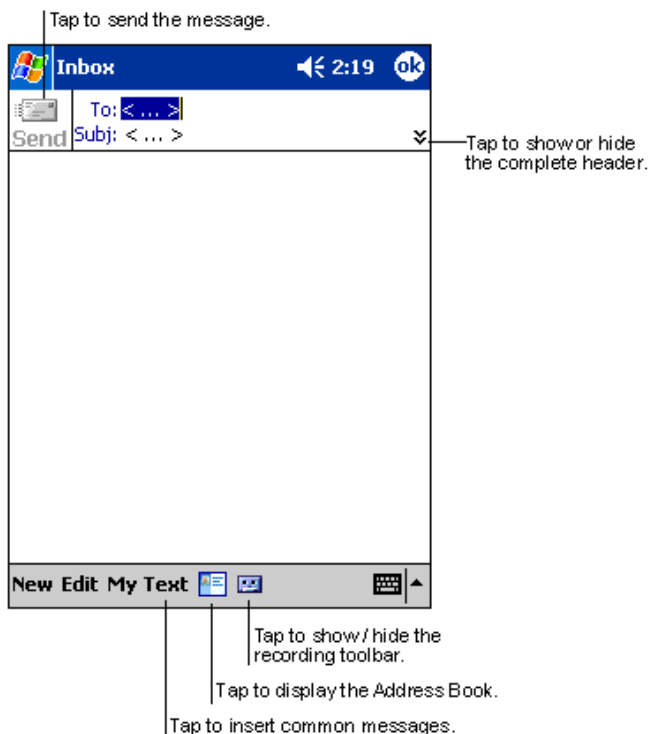 Tap to send the message.
Inbox 2:19 ok
To: < ... >
Send Subj: < ... >
Tap to show or hide
the complete header.
New Edit My Text
Tap to show / hide the
recording toolbar.
Tap to display the Address Book.
Tap to insert common messages.